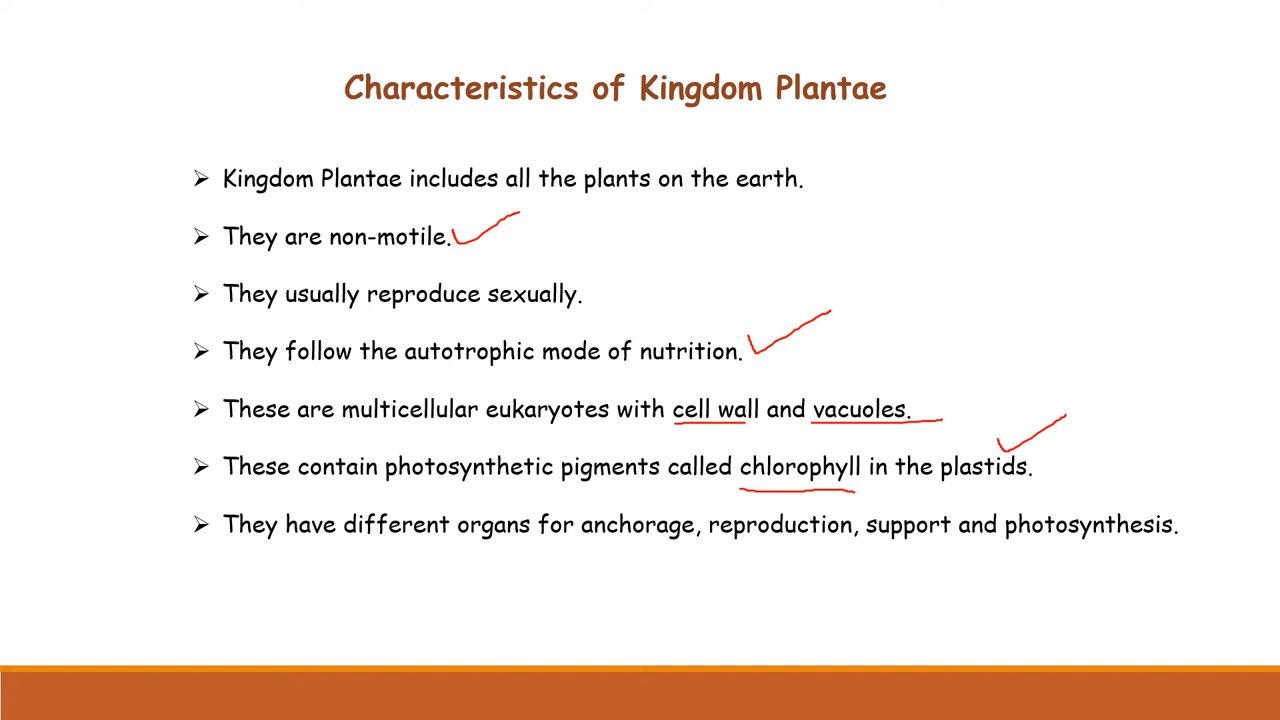 Characteristics of Kingdom Plantae
➢ Kingdom Plantae includes all the plants on the earth.
➢ They are non-motile.
➢ They usually reproduce sexually.
➢ They follow the autotrophic mode of nutrition.
➢ These are multicellular eukaryotes with cell wall and vacuoles.
➢ These contain photosynthetic pigments called chlorophyll in the plastids.
➢ They have different organs for anchorage, reproduction, support and photosynthesis.